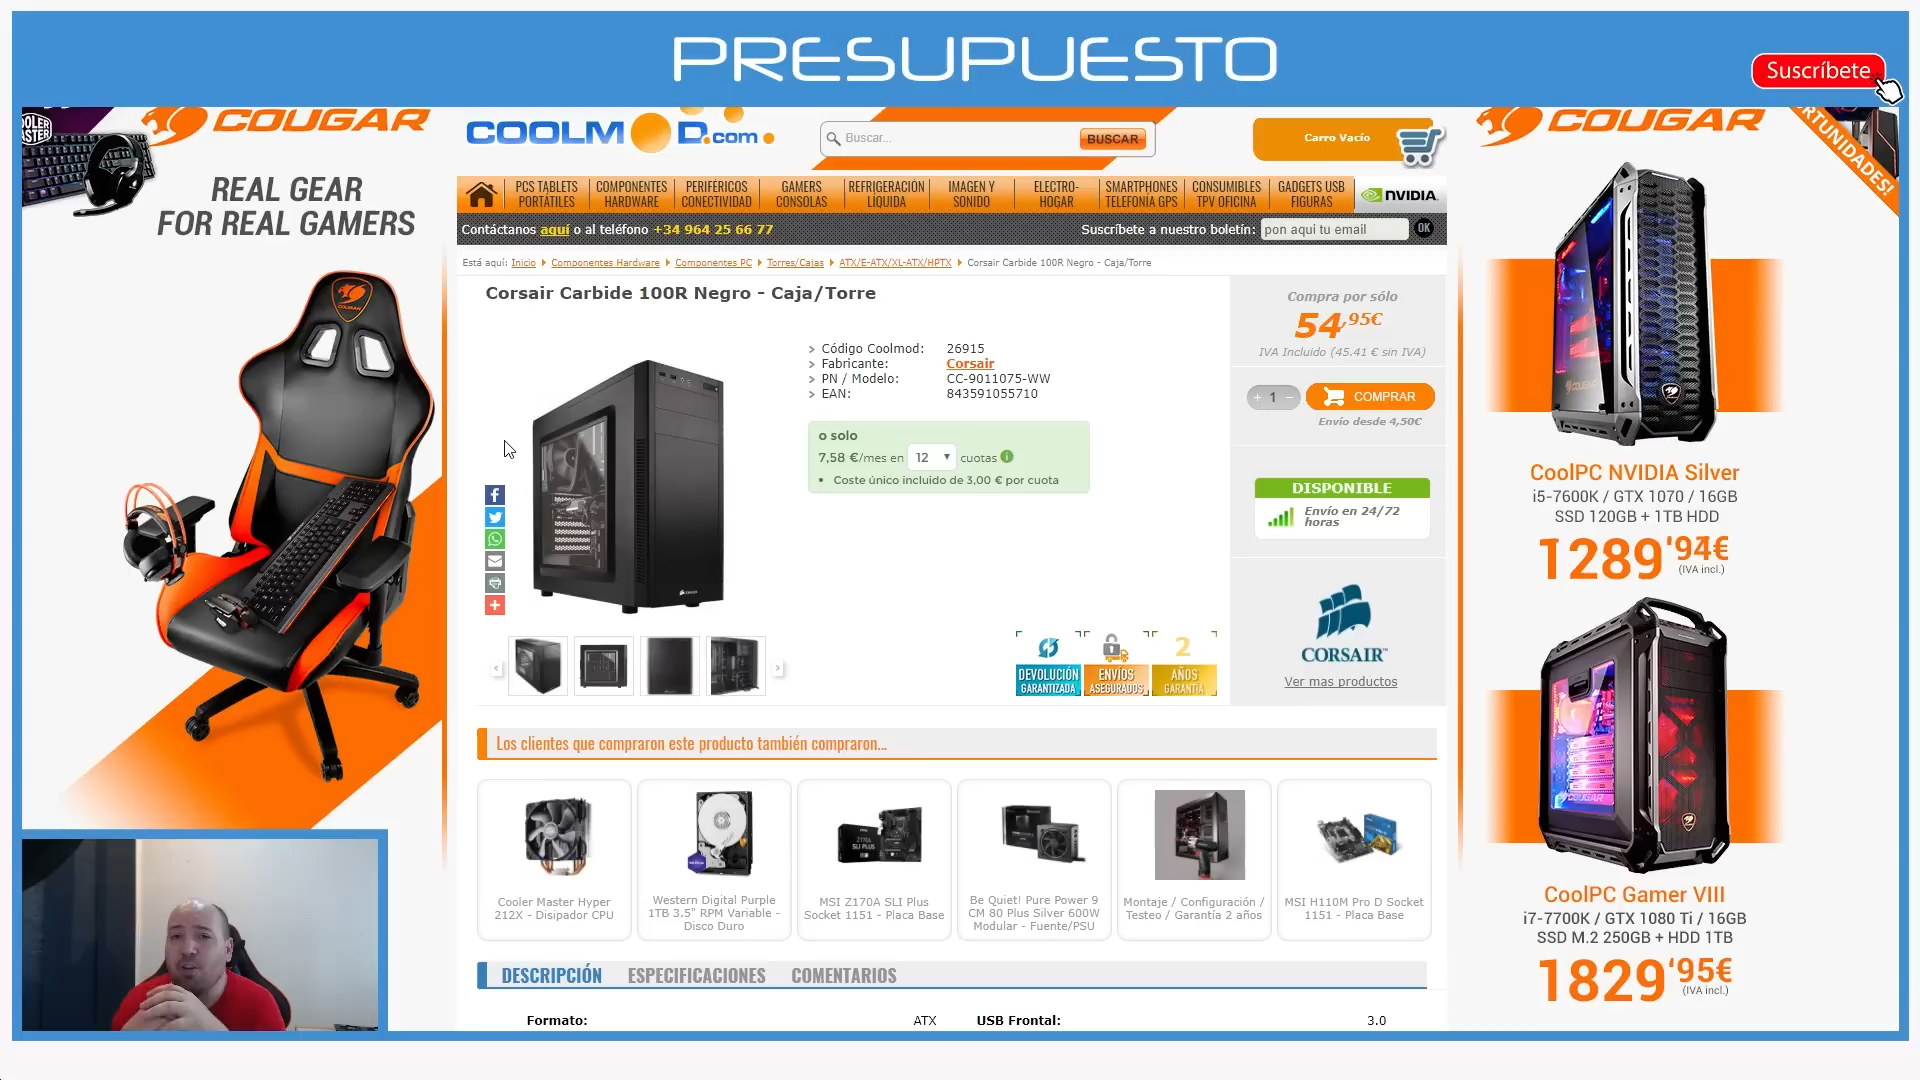 PRESUPUESTO
Suscríbete
COUGAR
REAL GEAR
FOR REAL GAMERS
COOLMOD.com
Buscar...
BUSCAR
Carro Vacío
COUGAR
PCS TABLETS
PORTÁTILES
COMPONENTES
HARDWARE
PERIFÉRICOS
CONECTIVIDAD
GAMERS
CONSOLAS
REFRIGERACIÓN
LÍQUIDA
IMAGEN Y
SONIDO
ELECTRO-
HOGAR
SMARTPHONES
TELEFONIA GPS
CONSUMIBLES
TPV OFICINA
GADGETS USB
FIGURAS
NVIDIA.
Contáctanos aquí o al teléfono +34 964 25 66 77
Suscríbete a nuestro boletín: pon aqui tu email OK
Está aquí: Inicio Componentes Hardware Componentes PC Torres/Cajas ATX/E-ATX/XL-ATX/HPTX Corsair Carbide 100R Negro - Caja/Torre
Corsair Carbide 100R Negro - Caja/Torre
Código Coolmod: 26915
Fabricante: Corsair
PN / Modelo: CC-9011075-WW
EAN: 843591055710
o solo
7,58 €/mes en 12 cuotas
Coste único incluido de 3,00 € por cuota
Compra por sólo
54,95€
IVA Incluido (45.41 € sin IVA)
+ 1 −
COMPRAR
Envío desde 4,50€
DISPONIBLE
Envío en 24/72
horas
CORSAIR
Ver mas productos
DEVOLUCIÓN
GARANTIZADA
ENVÍOS
ASEGURADOS
2
AÑOS
GARANTÍA
Los clientes que compraron este producto también compraron...
Cooler Master Hyper
212X - Disipador CPU
Western Digital Purple
1TB 3.5" RPM Variable -
Disco Duro
MSI Z170A SLI Plus
Socket 1151 - Placa Base
Be Quiet! Pure Power 9
CM 80 Plus Silver 600W
Modular - Fuente/PSU
Montaje / Configuración /
Testeo / Garantía 2 años
MSI H110M Pro D Socket
1151 - Placa Base
DESCRIPCIÓN ESPECIFICACIONES COMENTARIOS
Formato: ATX USB Frontal: 3.0
CoolPC NVIDIA Silver
i5-7600K / GTX 1070 / 16GB
SSD 120GB + 1TB HDD
1289'94€
(IVA incl.)
CoolPC Gamer VIII
i7-7700K / GTX 1080 Ti / 16GB
SSD M.2 250GB + HDD 1TB
1829'95€
(IVA incl.)